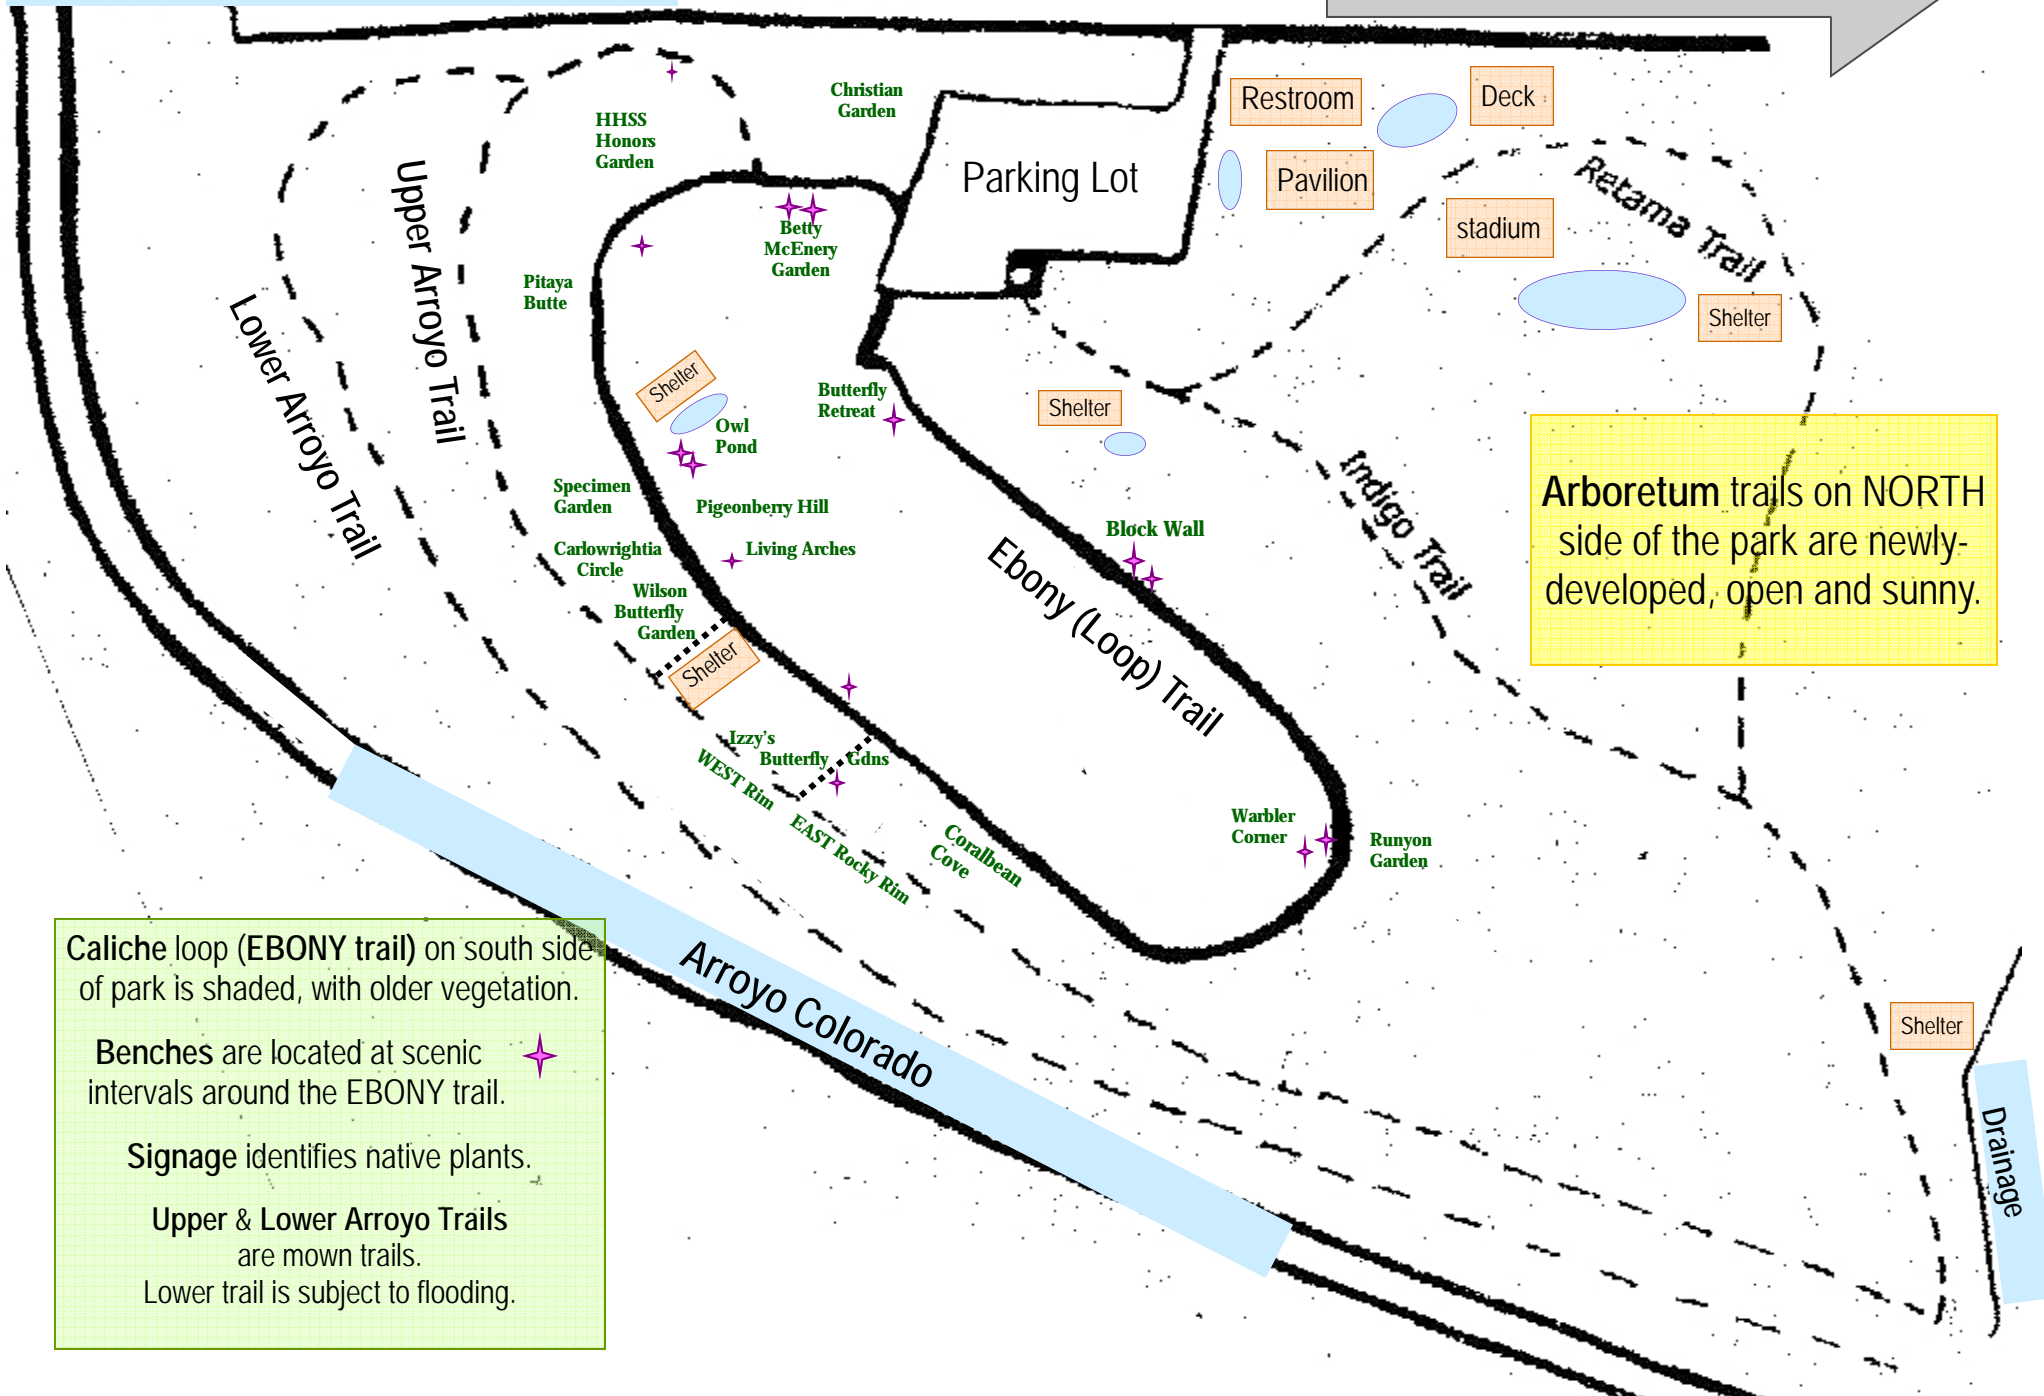 Christian
Garden
Restroom
Deck
HHSS
Honors
Garden
Parking Lot
Pavilion
Retama Trail
stadium
Upper Arroyo Trail
Betty
McEnery
Garden
Pitaya
Butte
Shelter
Lower Arroyo Trail
Shelter
Butterfly
Retreat
Shelter
Owl
Pond
Indigo Trail
Arboretum trails on NORTH
side of the park are newly-
developed, open and sunny.
Specimen
Garden
Pigeonberry Hill
Block Wall
Carlowrightia
Circle
Living Arches
Ebony (Loop) Trail
Wilson
Butterfly
Garden
Shelter
Izzy's
Butterfly Gdns
WEST Rim
EAST Rocky Rim
Coralbean
Cove
Warbler
Corner
Runyon
Garden
Arroyo Colorado
Caliche loop (EBONY trail) on south side
of park is shaded, with older vegetation.
Benches are located at scenic
intervals around the EBONY trail.
Signage identifies native plants.
Upper & Lower Arroyo Trails
are mown trails.
Lower trail is subject to flooding.
Shelter
Drainage